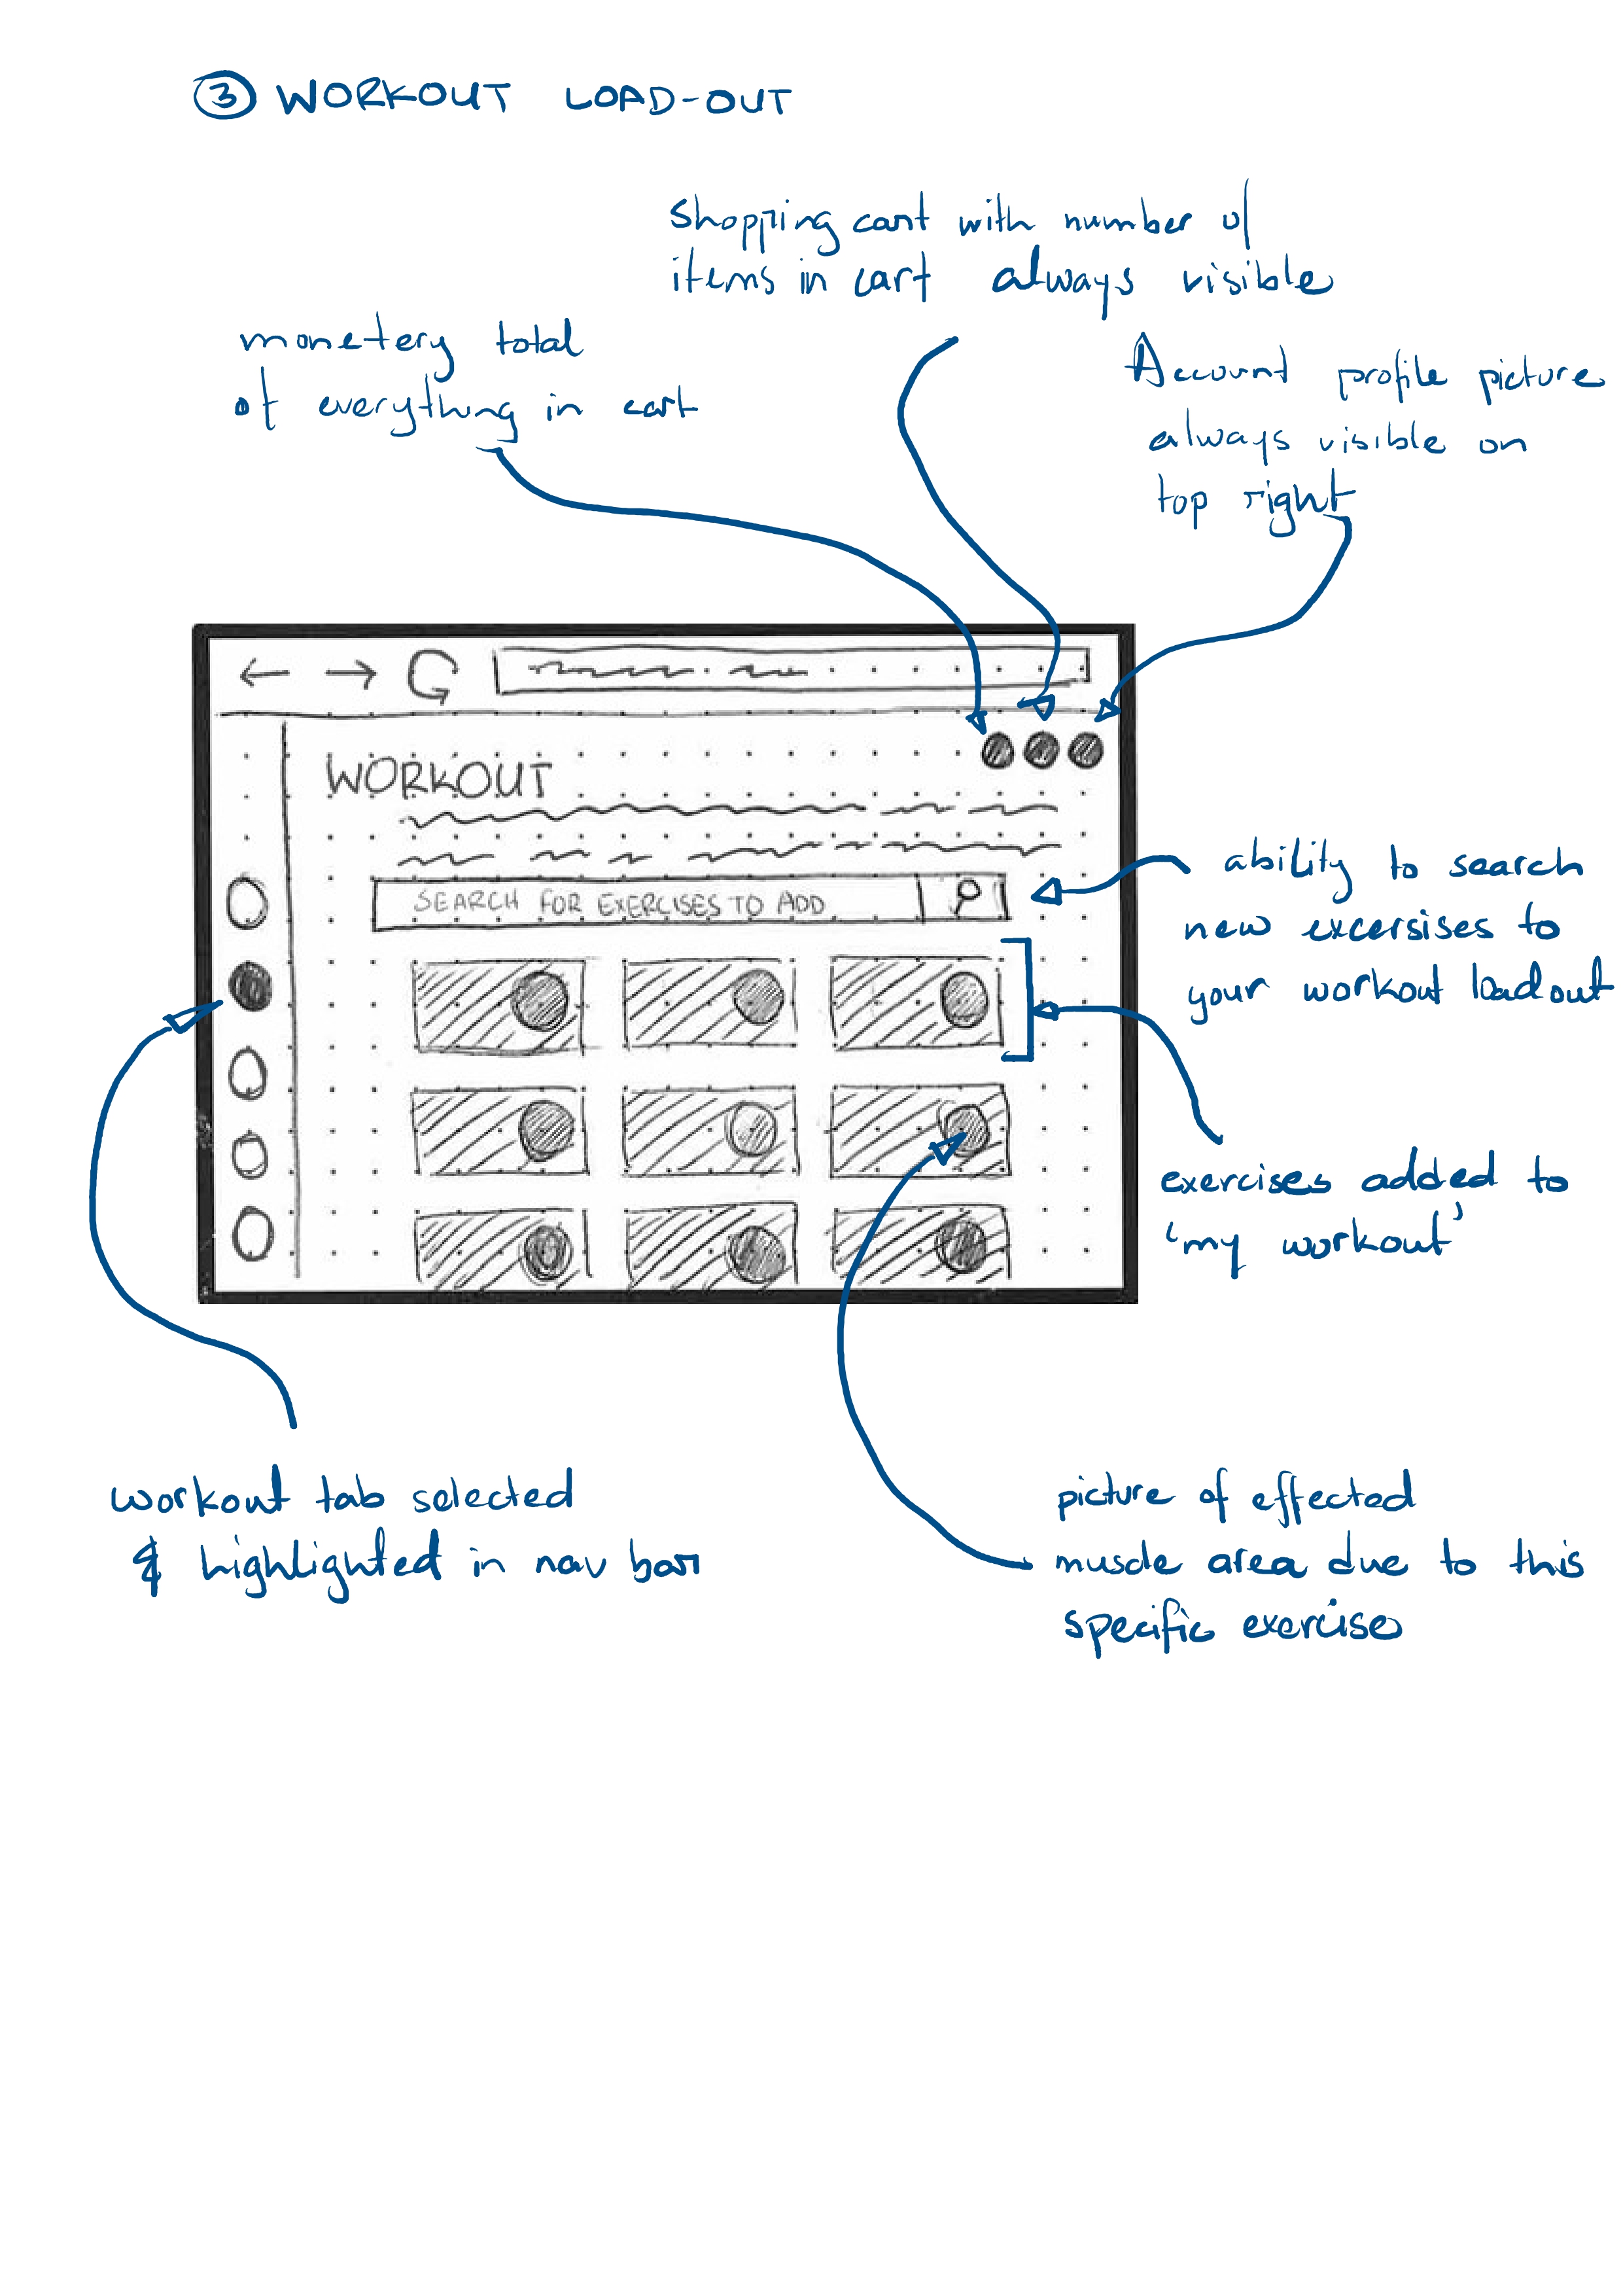 ③ WORKOUT LOAD-OUT
Shopping cart with number of
items in cart always visible
monetery total
of everything in cart
Account profile picture
always visible on
top right
WORKOUT
SEARCH FOR EXERCISES TO ADD
ability to search
new excersises to
your workout loadout
exercises added to
'my workout'
workout tab selected
& highlighted in nav bar
picture of effected
muscle area due to this
specific exercise